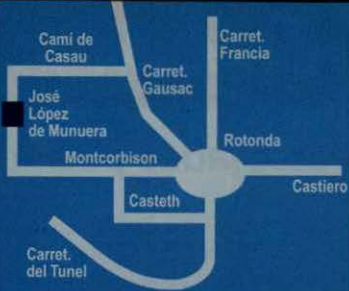 Camí de
Casau
Carret.
Francia
Carret.
Gausac
José
López
de Munuera
Rotonda
Montcorbison
Castiero
Casteth
Carret.
del Tunel